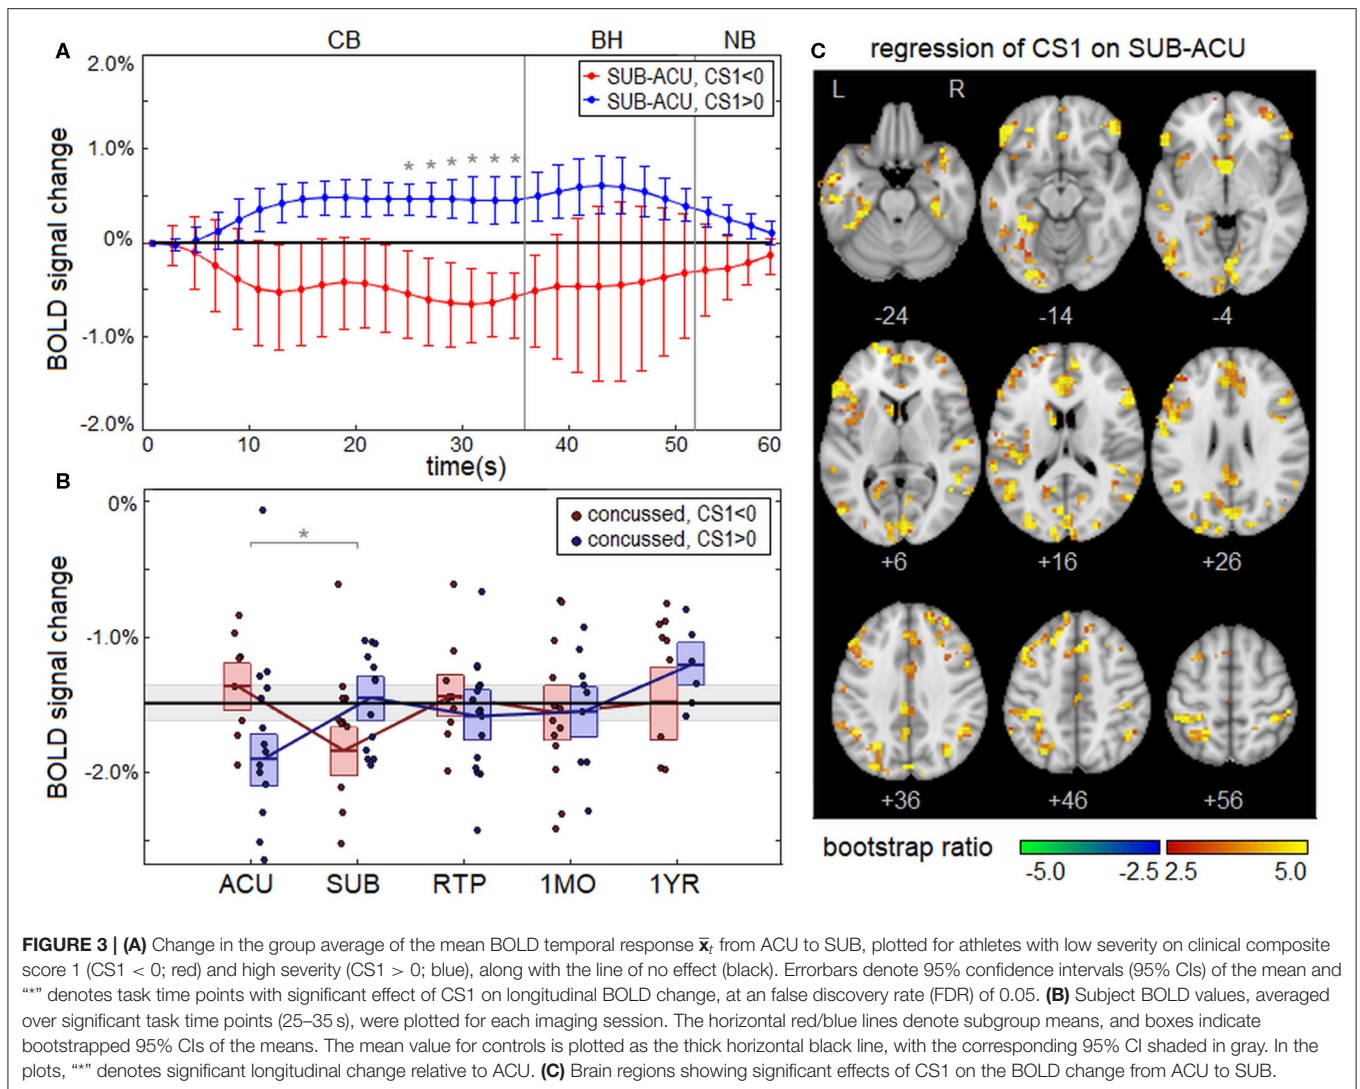 A
CB
BH
NB
2.0%
1.0%
0%
-1.0%
-2.0%
BOLD signal change
SUB-ACU, CS1<0
SUB-ACU, CS1>0
* * * * * *
0 10 20 30 40 50 60
time(s)
B
0%
-1.0%
-2.0%
BOLD signal change
concussed, CS1<0
concussed, CS1>0
*
ACU SUB RTP 1MO 1YR
C regression of CS1 on SUB-ACU
L R
-24 -14 -4
+6 +16 +26
+36 +46 +56
bootstrap ratio
-5.0 -2.5 2.5 5.0
FIGURE 3 | (A) Change in the group average of the mean BOLD temporal response x̅t from ACU to SUB, plotted for athletes with low severity on clinical composite
score 1 (CS1 < 0; red) and high severity (CS1 > 0; blue), along with the line of no effect (black). Errorbars denote 95% confidence intervals (95% CIs) of the mean and
“*” denotes task time points with significant effect of CS1 on longitudinal BOLD change, at an false discovery rate (FDR) of 0.05. (B) Subject BOLD values, averaged
over significant task time points (25–35 s), were plotted for each imaging session. The horizontal red/blue lines denote subgroup means, and boxes indicate
bootstrapped 95% CIs of the means. The mean value for controls is plotted as the thick horizontal black line, with the corresponding 95% CI shaded in gray. In the
plots, “*” denotes significant longitudinal change relative to ACU. (C) Brain regions showing significant effects of CS1 on the BOLD change from ACU to SUB.